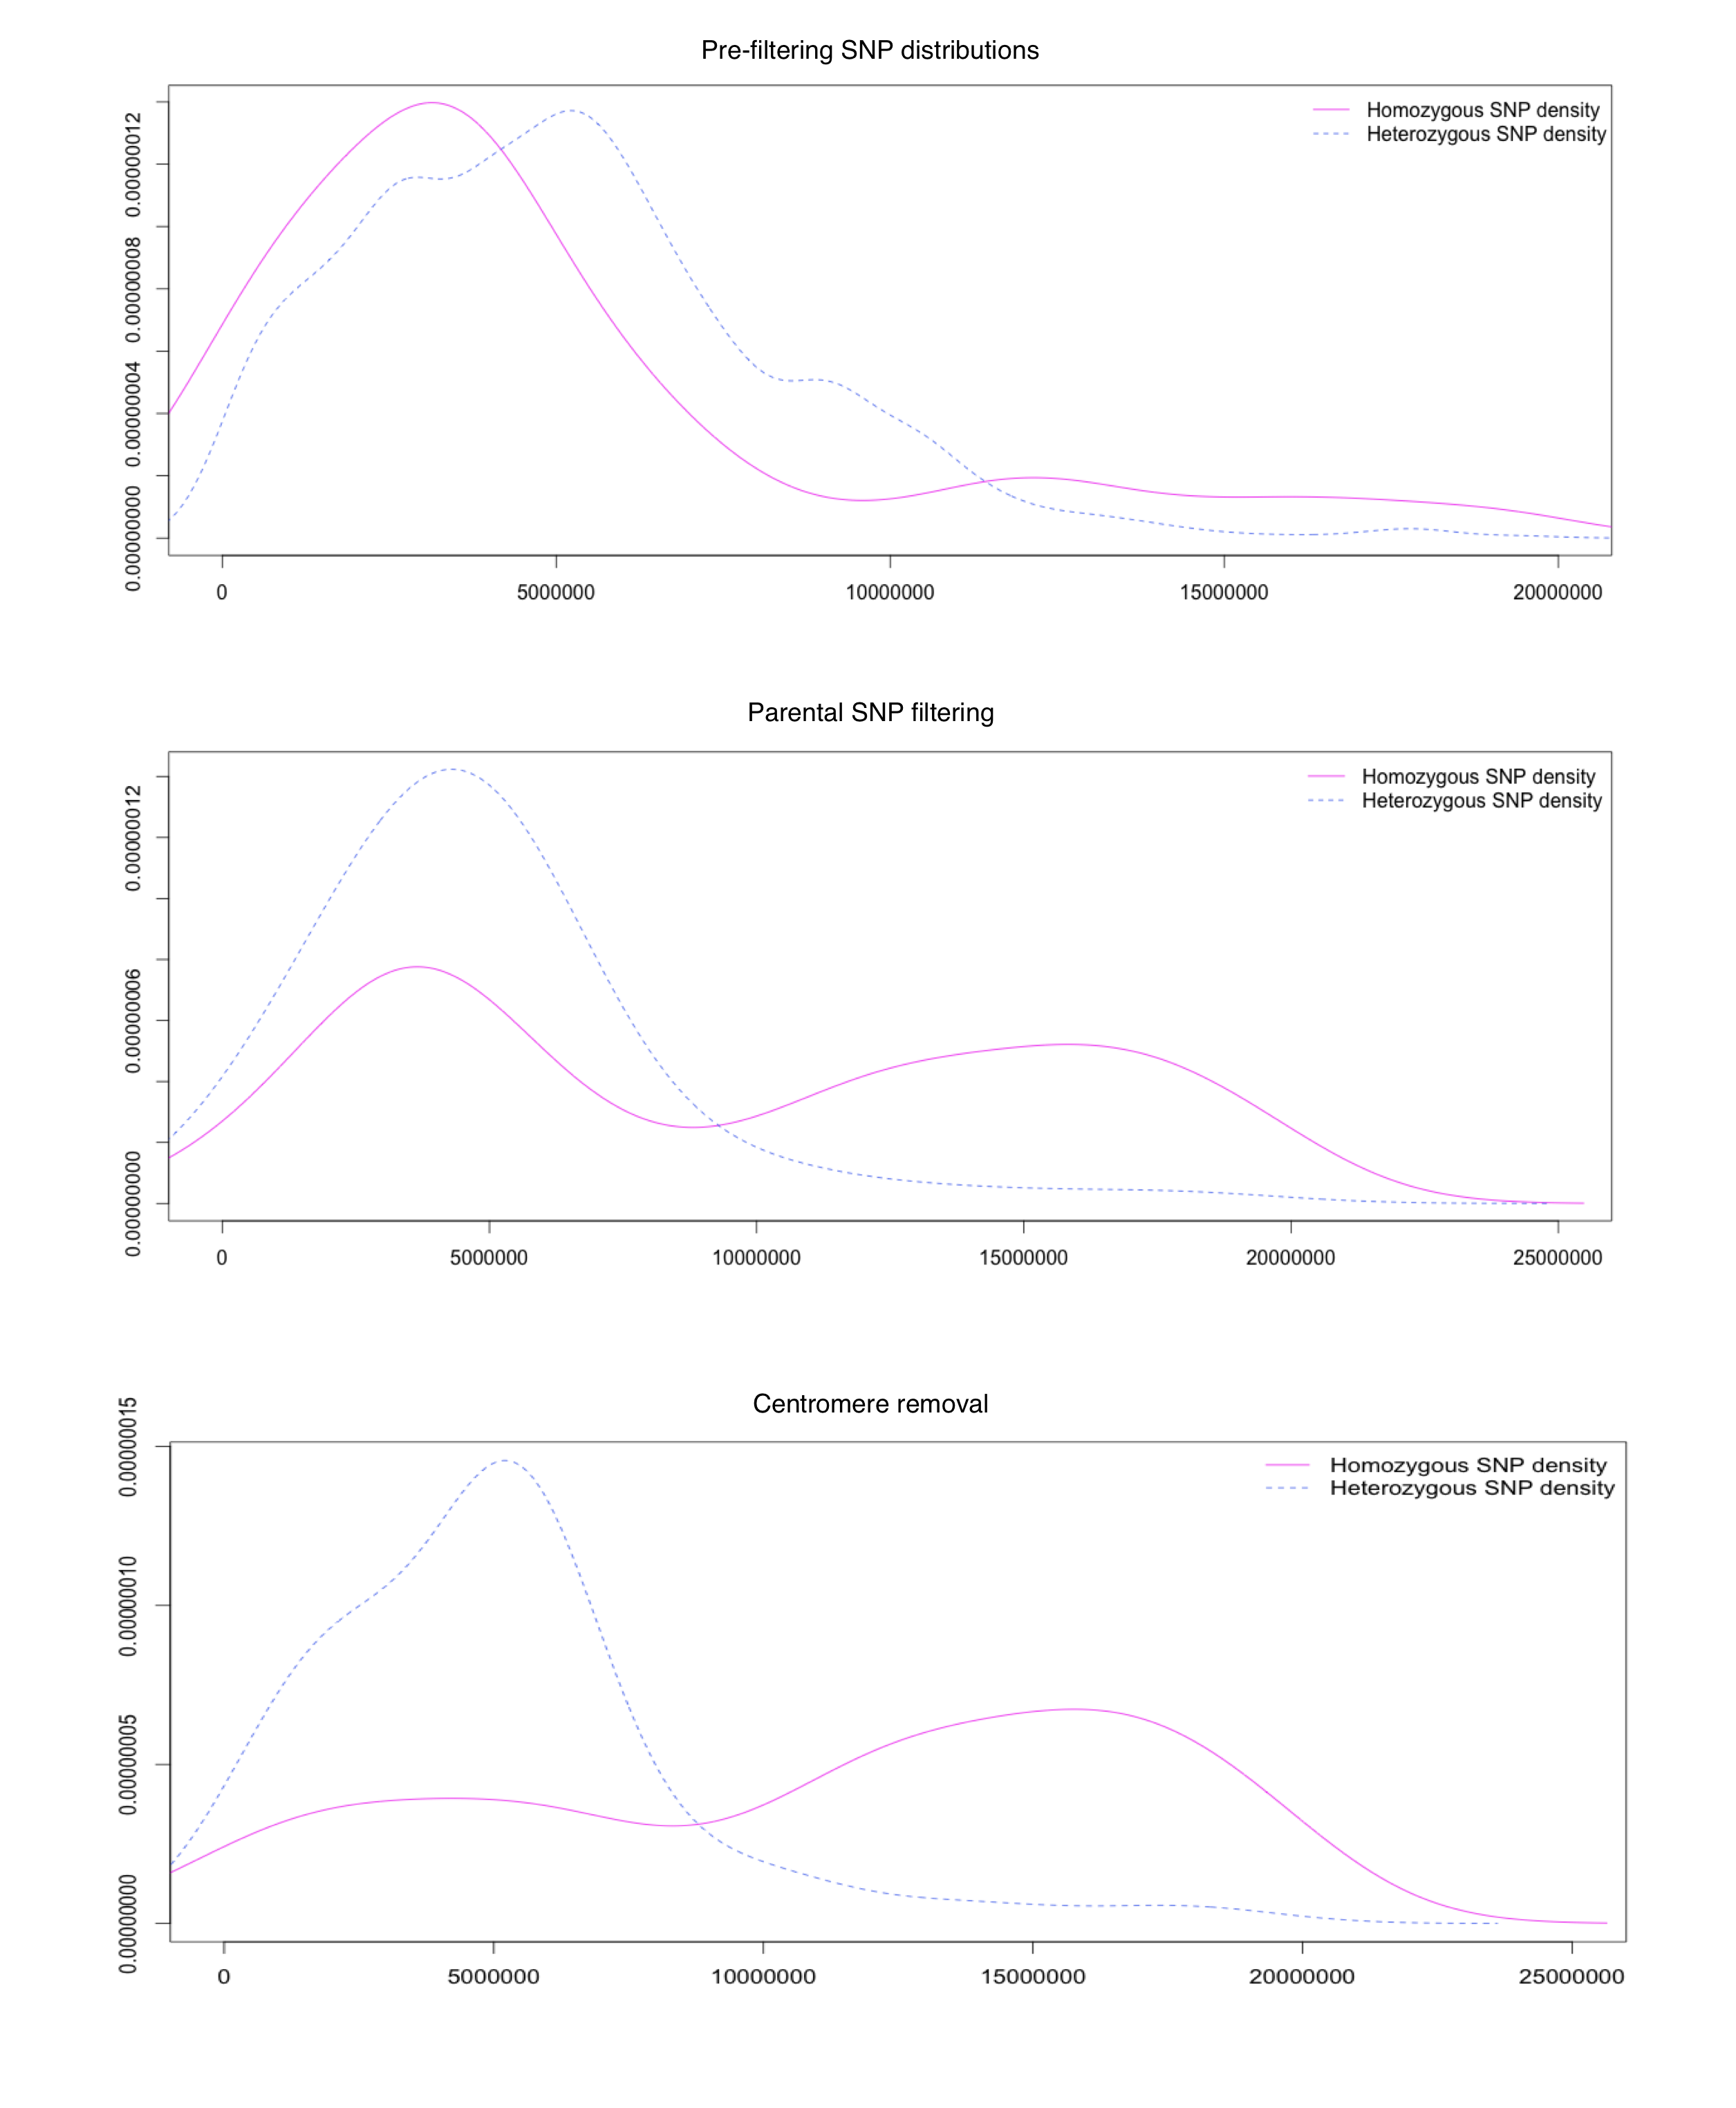 Pre-filtering SNP distributions
Homozygous SNP density
Heterozygous SNP density
0.00000012
0.00000008
0.00000004
0.00000000
0 5000000 10000000 15000000 20000000
Parental SNP filtering
Homozygous SNP density
Heterozygous SNP density
0.00000012
0.00000006
0.00000000
0 5000000 10000000 15000000 20000000 25000000
Centromere removal
Homozygous SNP density
Heterozygous SNP density
0.00000015
0.00000010
0.00000005
0.00000000
0 5000000 10000000 15000000 20000000 25000000